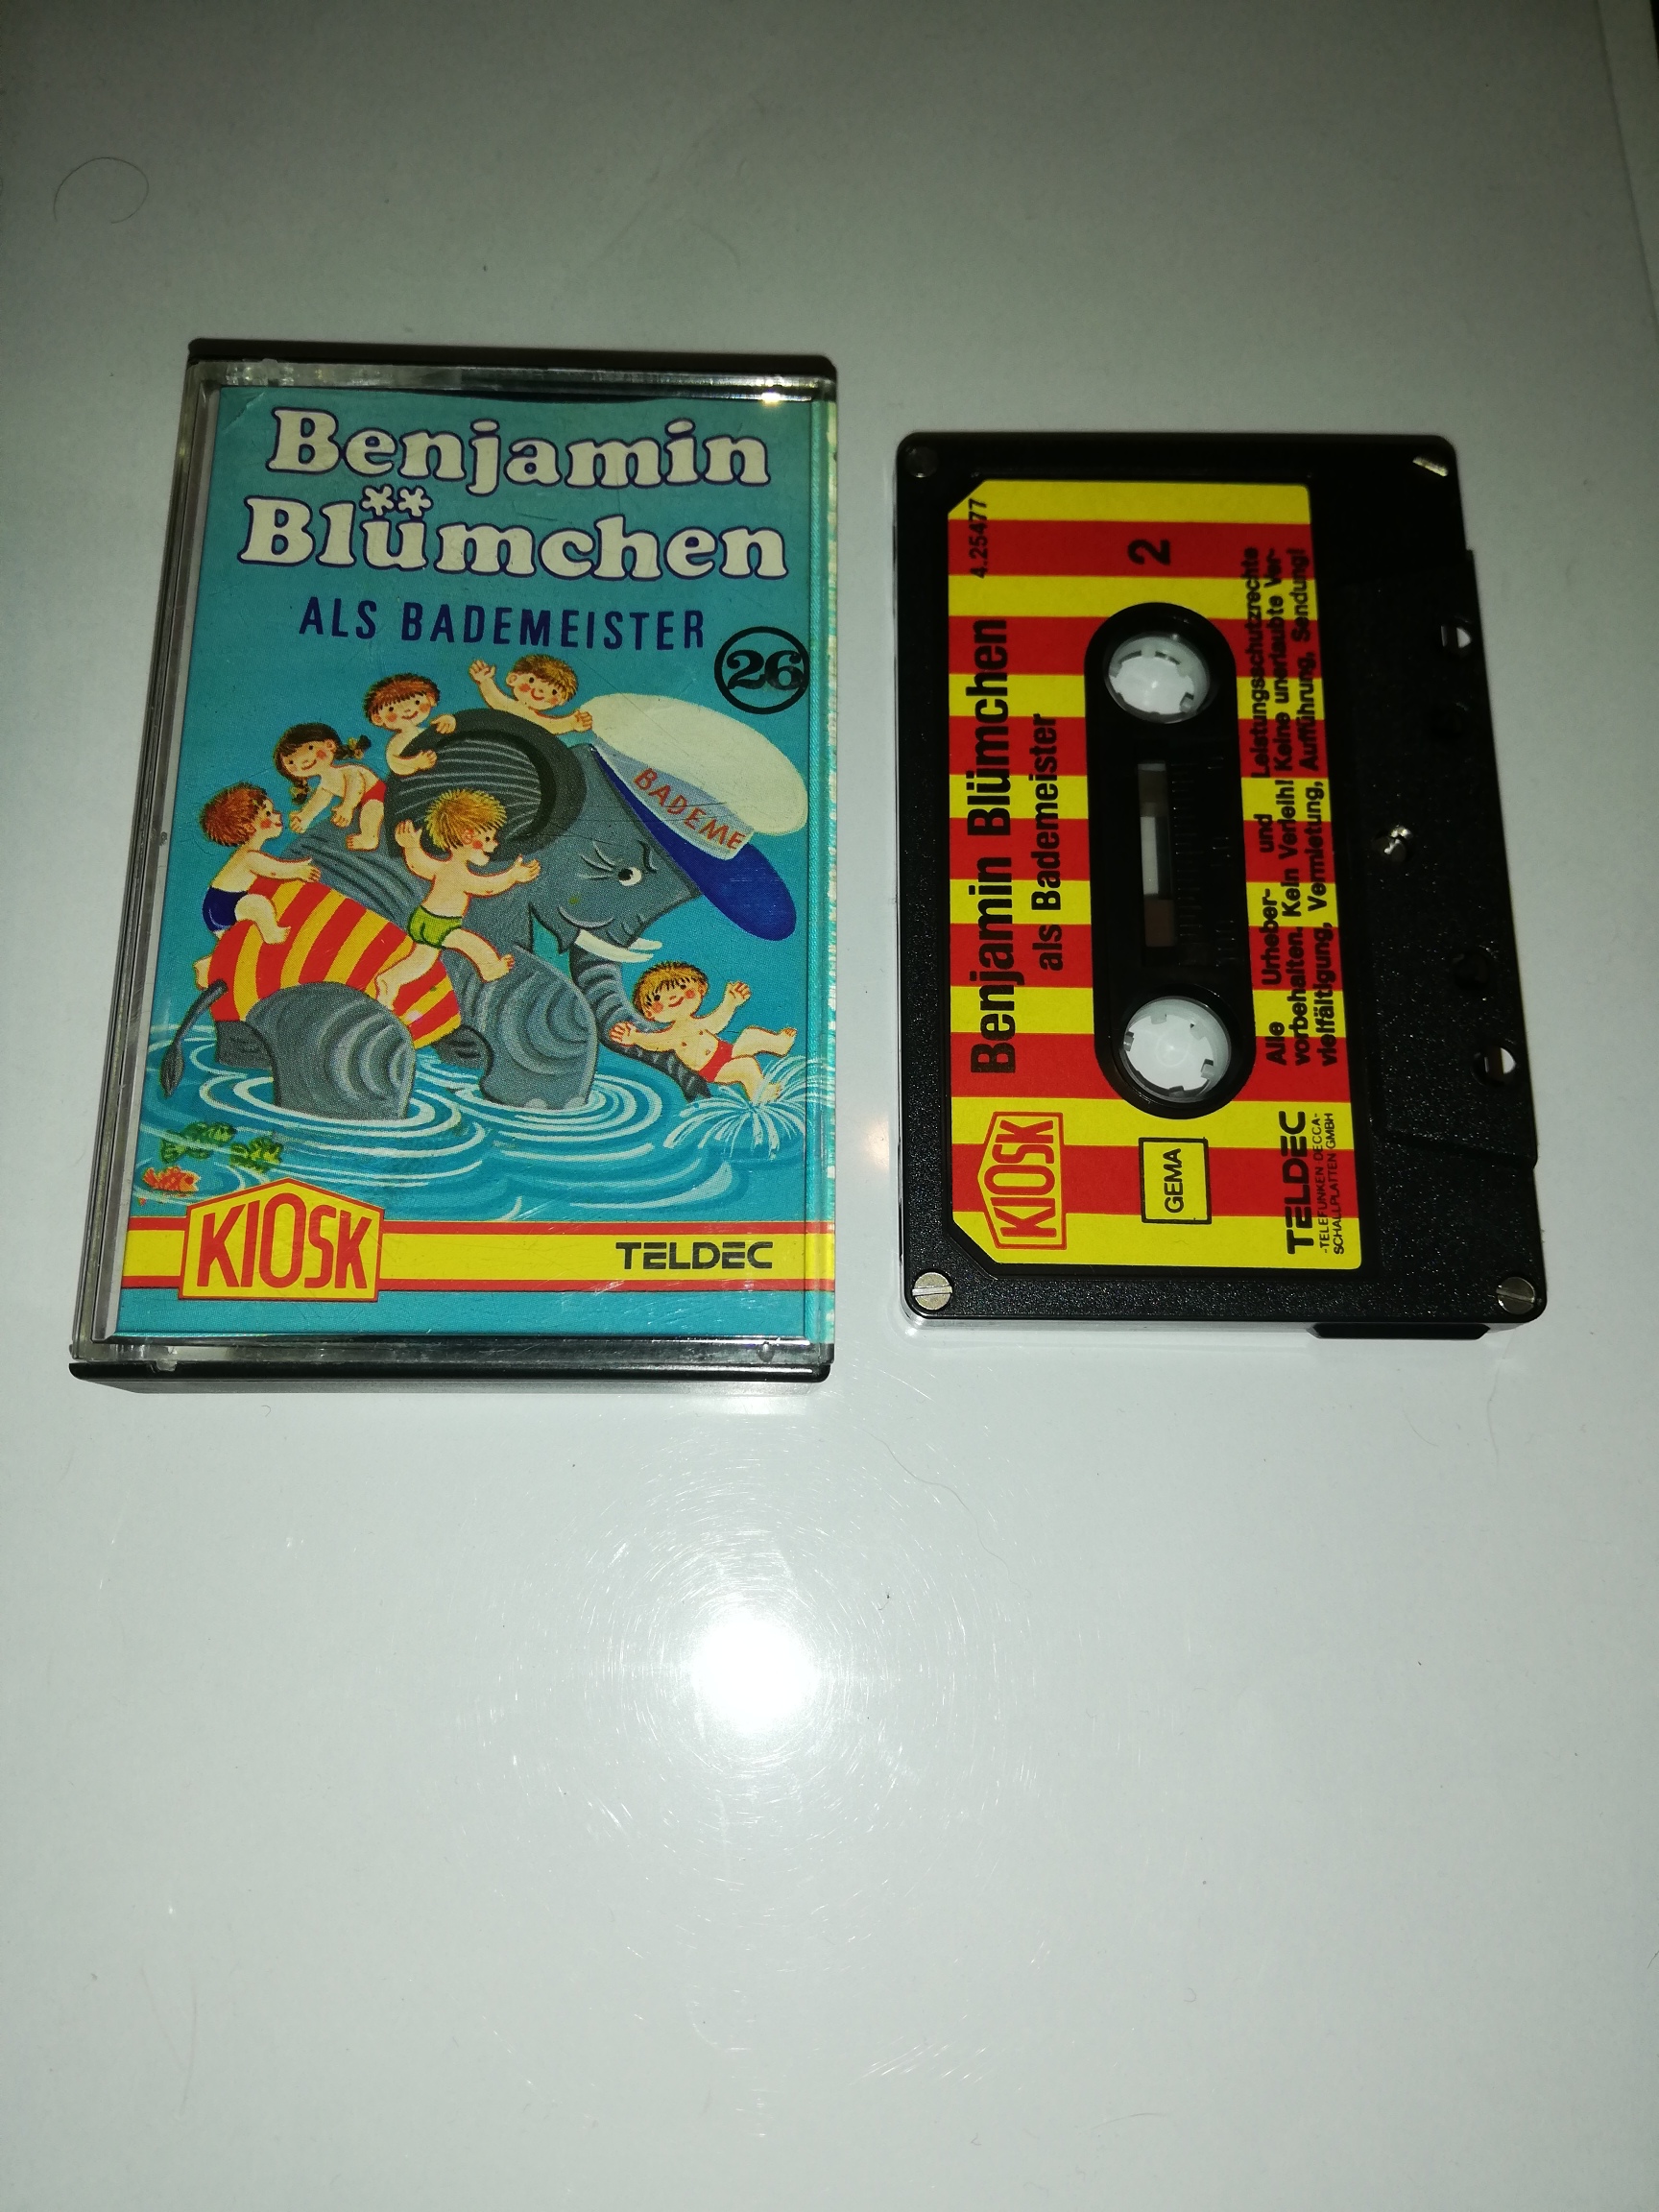 Benjamin
Blümchen
ALS BADEMEISTER
26
BADEME
KIOSK
TELDEC
4.25477
Benjamin Blümchen
als Bademeister
2
KIOSK
GEMA
Alle Urheber- und Leistungsschutzrechte
vorbehalten. Kein Verleih! Keine unerlaubte Ver-
vielfältigung, Vermietung, Aufführung, Sendung!
TELDEC
-TELEFUNKEN-DECCA-
SCHALLPLATTEN GMBH